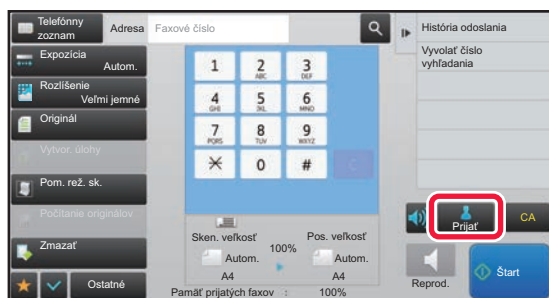 Telefónny
zoznam
Adresa
Faxové číslo
Expozícia
Autom.
Rozlíšenie
Veľmi jemné
Originál
Vytvor. úlohy
Pom. rež. sk.
Počítanie originálov
Zmazať
Ostatné
1
2
ABC
3
DEF
4
GHI
5
JKL
6
MNO
7
PQRS
8
TUV
9
WXYZ
0
#
C
Sken. veľkosť
100%
Pos. veľkosť
Autom.
Autom.
A4
A4
Pamäť prijatých faxov : 100%
História odoslania
Vyvolať číslo
vyhľadania
Prijať
CA
Reprod.
Štart